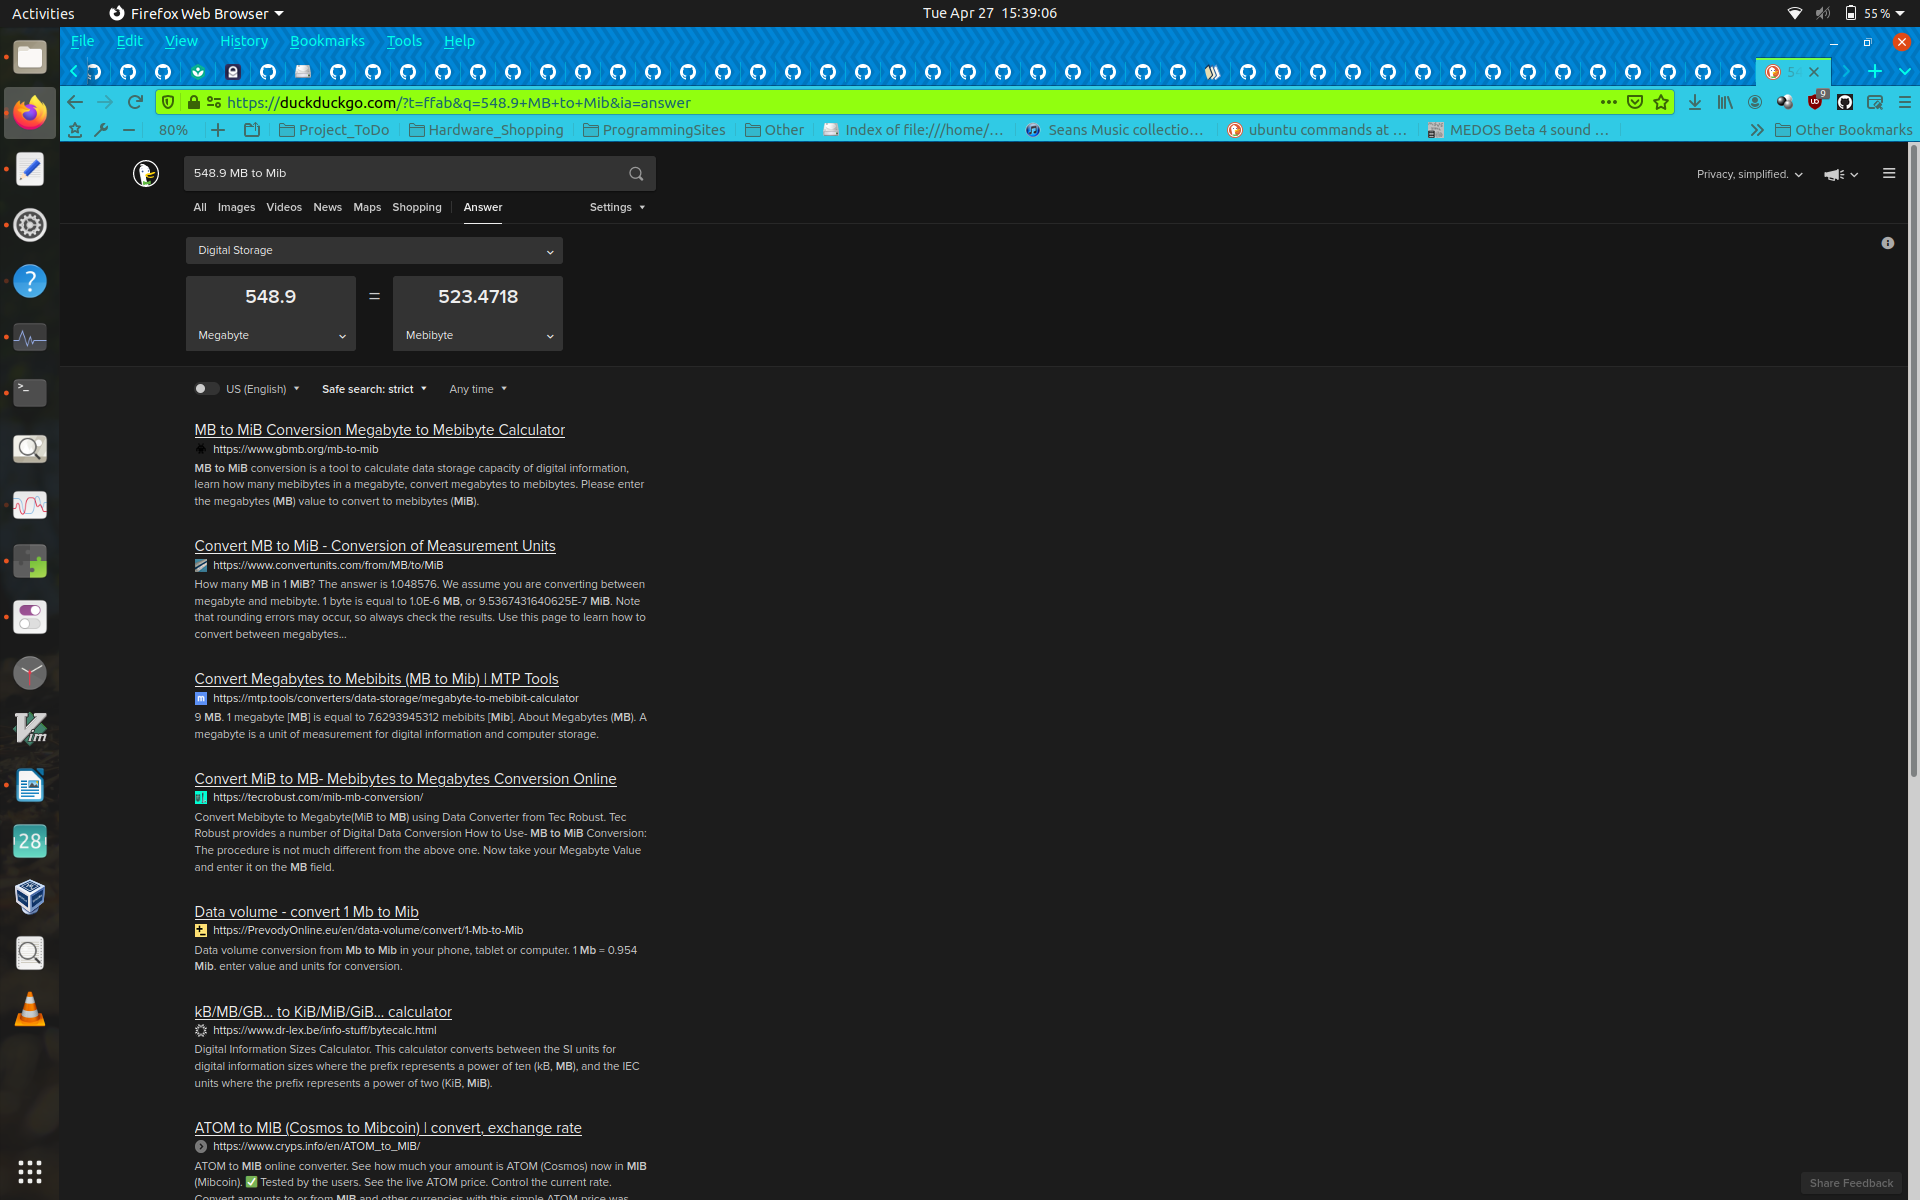 Activities
Firefox Web Browser
Tue Apr 27 15:39:06
55 %
File Edit View History Bookmarks Tools Help
https://duckduckgo.com/?t=ffab&q=548.9+MB+to+Mib&ia=answer
9
80%
Project_ToDo
Hardware_Shopping
ProgrammingSites
Other
Index of file:///home/...
Seans Music collectio...
ubuntu commands at ...
MEDOS Beta 4 sound ...
Other Bookmarks
548.9 MB to Mib
Privacy, simplified.
All Images Videos News Maps Shopping Answer Settings
Digital Storage
548.9 = 523.4718
Megabyte Mebibyte
US (English) Safe search: strict Any time
MB to MiB Conversion Megabyte to Mebibyte Calculator
https://www.gbmb.org/mb-to-mib
MB to MiB conversion is a tool to calculate data storage capacity of digital information,
learn how many mebibytes in a megabyte, convert megabytes to mebibytes. Please enter
the megabytes (MB) value to convert to mebibytes (MiB).
Convert MB to MiB - Conversion of Measurement Units
https://www.convertunits.com/from/MB/to/MiB
How many MB in 1 MiB? The answer is 1.048576. We assume you are converting between
megabyte and mebibyte. 1 byte is equal to 1.0E-6 MB, or 9.5367431640625E-7 MiB. Note
that rounding errors may occur, so always check the results. Use this page to learn how to
convert between megabytes...
Convert Megabytes to Mebibits (MB to Mib) | MTP Tools
m https://mtp.tools/converters/data-storage/megabyte-to-mebibit-calculator
9 MB. 1 megabyte [MB] is equal to 7.6293945312 mebibits [Mib]. About Megabytes (MB). A
megabyte is a unit of measurement for digital information and computer storage.
Convert MiB to MB- Mebibytes to Megabytes Conversion Online
https://tecrobust.com/mib-mb-conversion/
Convert Mebibyte to Megabyte(MiB to MB) using Data Converter from Tec Robust. Tec
Robust provides a number of Digital Data Conversion How to Use- MB to MiB Conversion:
The procedure is not much different from the above one. Now take your Megabyte Value
and enter it on the MB field.
28
Data volume - convert 1 Mb to Mib
https://PrevodyOnline.eu/en/data-volume/convert/1-Mb-to-Mib
Data volume conversion from Mb to Mib in your phone, tablet or computer. 1 Mb = 0.954
Mib. enter value and units for conversion.
kB/MB/GB... to KiB/MiB/GiB... calculator
https://www.dr-lex.be/info-stuff/bytecalc.html
Digital Information Sizes Calculator. This calculator converts between the SI units for
digital information sizes where the prefix represents a power of ten (kB, MB), and the IEC
units where the prefix represents a power of two (KiB, MiB).
ATOM to MIB (Cosmos to Mibcoin) | convert, exchange rate
https://www.cryps.info/en/ATOM_to_MIB/
ATOM to MIB online converter. See how much your amount is ATOM (Cosmos) now in MIB
(Mibcoin). ✅ Tested by the users. See the live ATOM price. Control the current rate.
Convert amounts to or from MIB and other currencies with this simple ATOM price was
Share Feedback